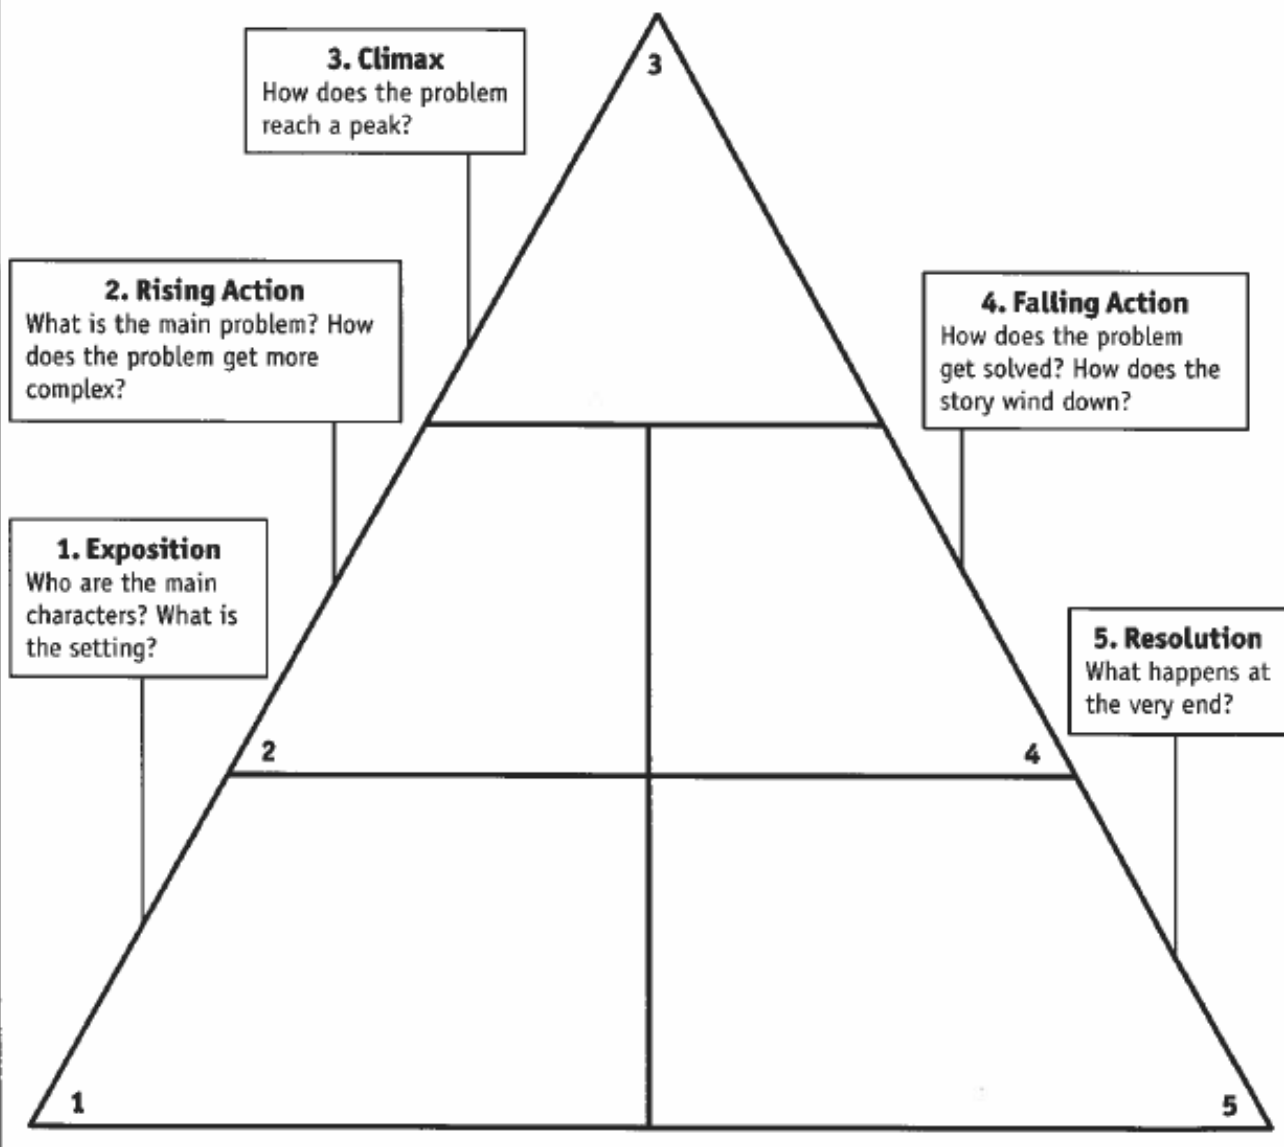 3. Climax
How does the problem
reach a peak?
3
2. Rising Action
What is the main problem? How
does the problem get more
complex?
4. Falling Action
How does the problem
get solved? How does the
story wind down?
1. Exposition
Who are the main
characters? What is
the setting?
5. Resolution
What happens at
the very end?
2
4
1
5